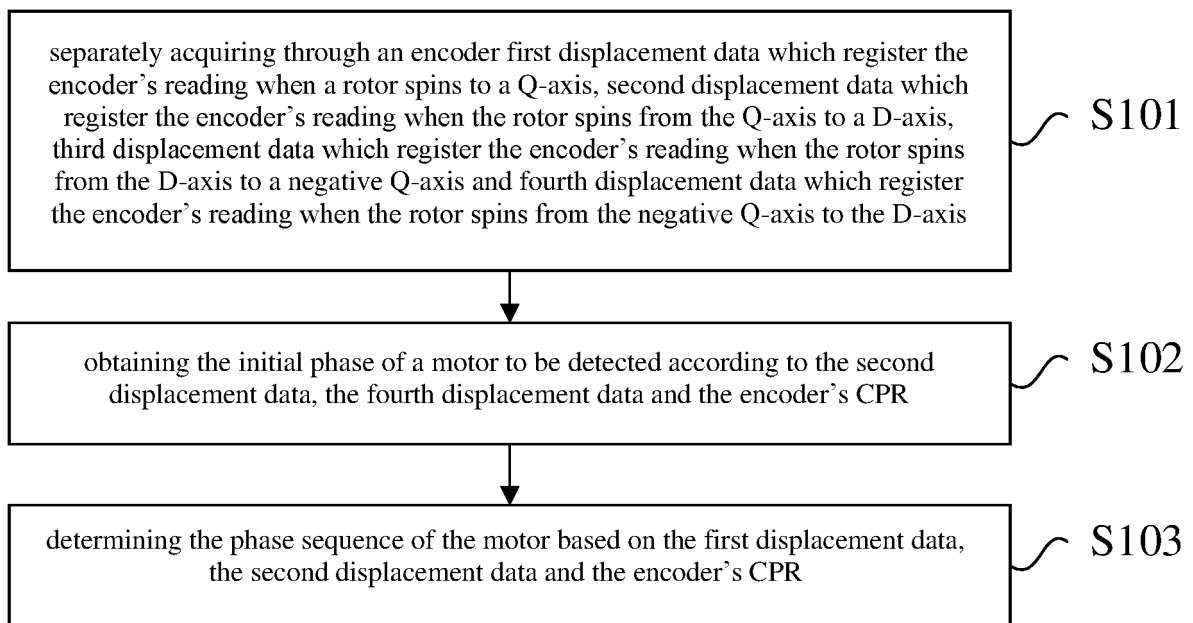 separately acquiring through an encoder first displacement data which register the
encoder's reading when a rotor spins to a Q-axis, second displacement data which
register the encoder's reading when the rotor spins from the Q-axis to a D-axis,
third displacement data which register the encoder's reading when the rotor spins
from the D-axis to a negative Q-axis and fourth displacement data which register
the encoder's reading when the rotor spins from the negative Q-axis to the D-axis
S101
obtaining the initial phase of a motor to be detected according to the second
displacement data, the fourth displacement data and the encoder's CPR
S102
determining the phase sequence of the motor based on the first displacement data,
the second displacement data and the encoder's CPR
S103